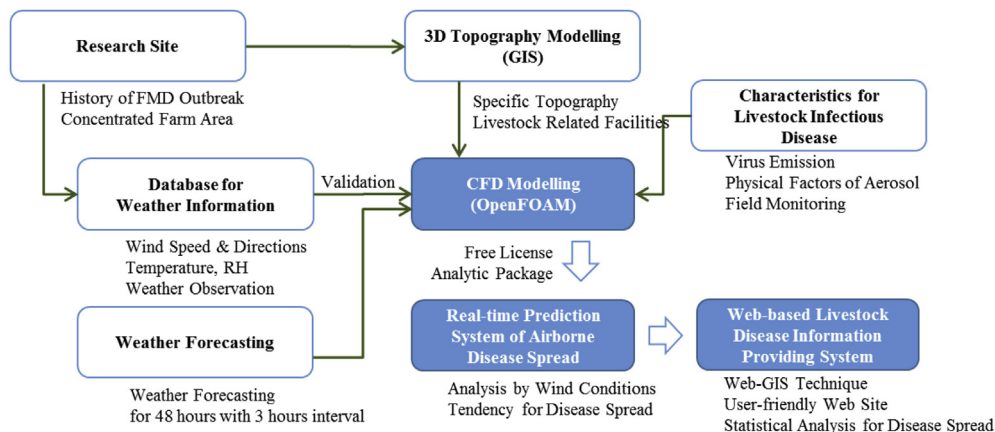 Research Site
3D Topography Modelling
(GIS)
History of FMD Outbreak
Concentrated Farm Area
Specific Topography
Livestock Related Facilities
Characteristics for
Livestock Infectious
Disease
Virus Emission
Physical Factors of Aerosol
Field Monitoring
Database for
Weather Information
Validation
CFD Modelling
(OpenFOAM)
Wind Speed & Directions
Temperature, RH
Weather Observation
Free License
Analytic Package
Weather Forecasting
Real-time Prediction
System of Airborne
Disease Spread
Web-based Livestock
Disease Information
Providing System
Weather Forecasting
for 48 hours with 3 hours interval
Analysis by Wind Conditions
Tendency for Disease Spread
Web-GIS Technique
User-friendly Web Site
Statistical Analysis for Disease Spread